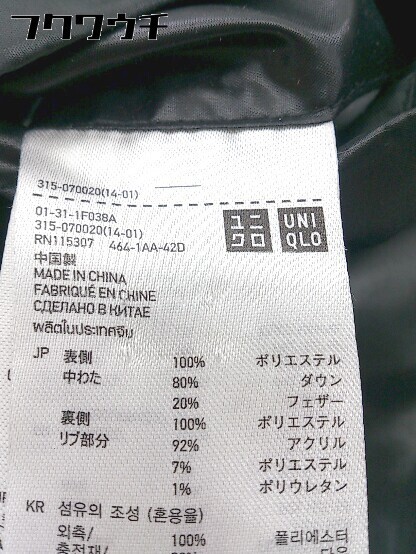 フクワウチ
315-070020(14-01)
01-31-1F038A
315-070020(14-01)
RN115307 464-1AA-42D
ユニクロ
UNIQLO
中国製
MADE IN CHINA
FABRIQUÉ EN CHINE
СДЕЛАНО В КИТАЕ
ผลิตในประเทศจีน
JP 表側 100% ポリエステル
中わた 80% ダウン
20% フェザー
裏側 100% ポリエステル
リブ部分 92% アクリル
7% ポリエステル
1% ポリウレタン
KR 섬유의 조성 (혼용율)
외측/ 100% 폴리에스터
충전재/